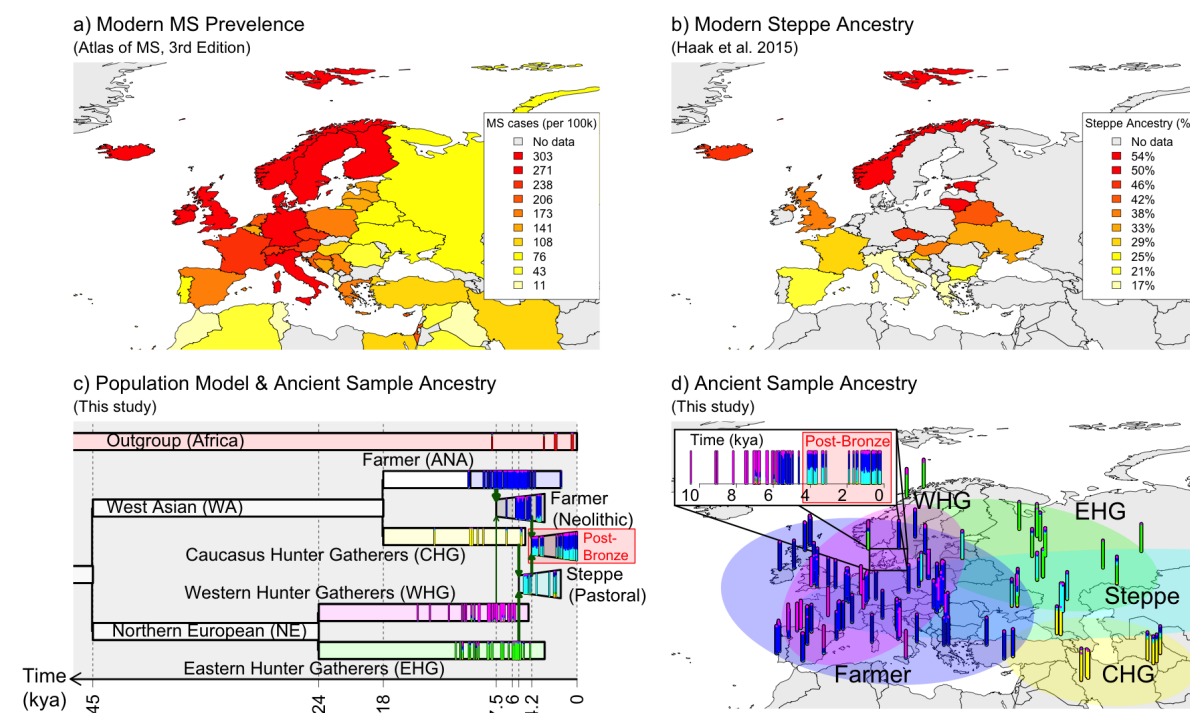 a) Modern MS Prevelence
(Atlas of MS, 3rd Edition)
MS cases (per 100k)
No data
303
271
238
206
173
141
108
76
43
11
b) Modern Steppe Ancestry
(Haak et al. 2015)
Steppe Ancestry (%
No data
54%
50%
46%
42%
38%
33%
29%
25%
21%
17%
c) Population Model & Ancient Sample Ancestry
(This study)
Outgroup (Africa)
Farmer (ANA)
West Asian (WA)
Farmer
(Neolithic)
Post-
Bronze
Caucasus Hunter Gatherers (CHG)
Steppe
(Pastoral)
Western Hunter Gatherers (WHG)
Northern European (NE)
Eastern Hunter Gatherers (EHG)
Time
(kya)
45
24
18
7.5
6
4.2
0
d) Ancient Sample Ancestry
(This study)
Time (kya)
Post-Bronze
10 8 6 4 2 0
WHG
EHG
Steppe
Farmer
CHG